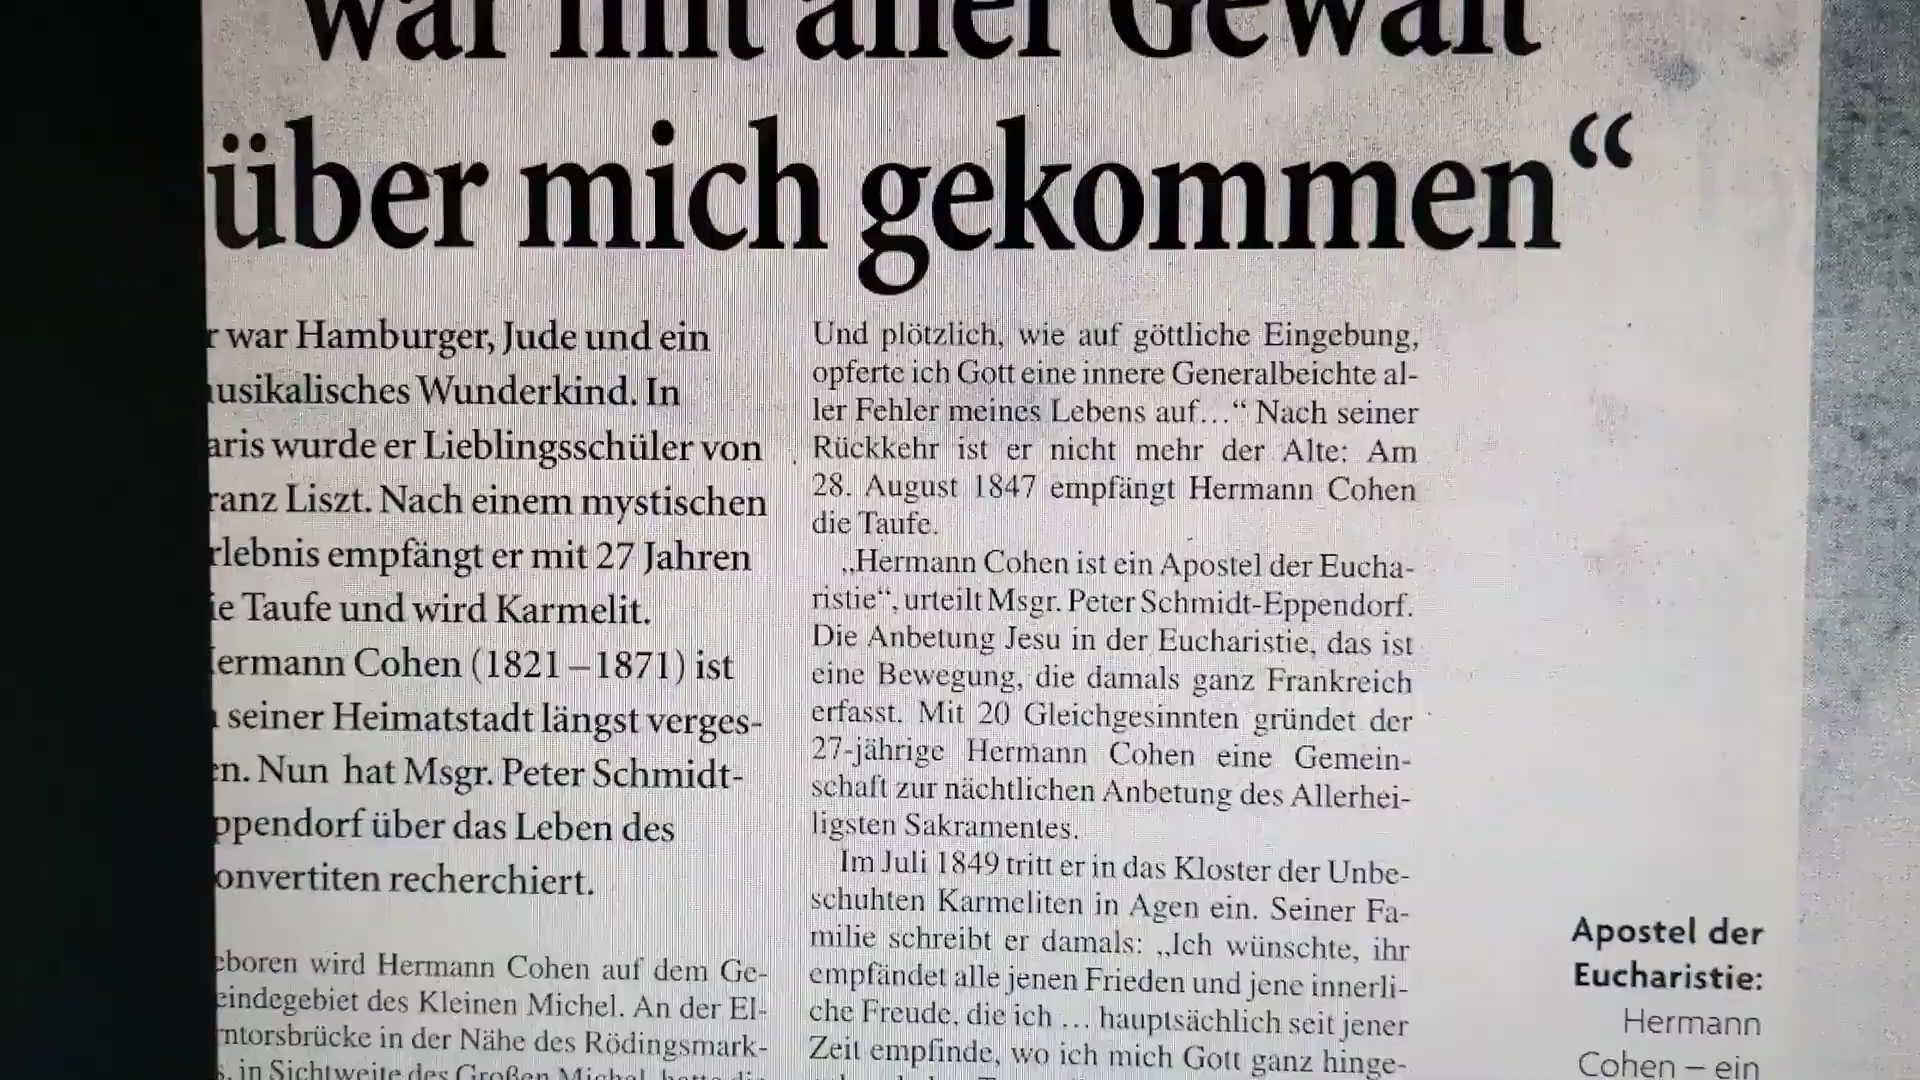 war mit aller Gewalt
über mich gekommen“
r war Hamburger, Jude und ein
usikalisches Wunderkind. In
aris wurde er Lieblingsschüler von
ranz Liszt. Nach einem mystischen
rlebnis empfängt er mit 27 Jahren
ie Taufe und wird Karmelit.
ermann Cohen (1821–1871) ist
seiner Heimatstadt längst verges-
en. Nun hat Msgr. Peter Schmidt-
ppendorf über das Leben des
onvertiten recherchiert.
eboren wird Hermann Cohen auf dem Ge-
eindegebiet des Kleinen Michel. An der El-
ntorsbrücke in der Nähe des Rödingsmark-
s, in Sichtweite des Großen Michel, hatte die
Und plötzlich, wie auf göttliche Eingebung,
opferte ich Gott eine innere Generalbeichte al-
ler Fehler meines Lebens auf…“ Nach seiner
Rückkehr ist er nicht mehr der Alte: Am
28. August 1847 empfängt Hermann Cohen
die Taufe.
„Hermann Cohen ist ein Apostel der Eucha-
ristie“, urteilt Msgr. Peter Schmidt-Eppendorf.
Die Anbetung Jesu in der Eucharistie, das ist
eine Bewegung, die damals ganz Frankreich
erfasst. Mit 20 Gleichgesinnten gründet der
27-jährige Hermann Cohen eine Gemein-
schaft zur nächtlichen Anbetung des Allerhei-
ligsten Sakramentes.
Im Juli 1849 tritt er in das Kloster der Unbe-
schuhten Karmeliten in Agen ein. Seiner Fa-
milie schreibt er damals: „Ich wünschte, ihr
empfändet alle jenen Frieden und jene innerli-
che Freude, die ich … hauptsächlich seit jener
Zeit empfinde, wo ich mich Gott ganz hinge-
Apostel der
Eucharistie:
Hermann
Cohen – ein